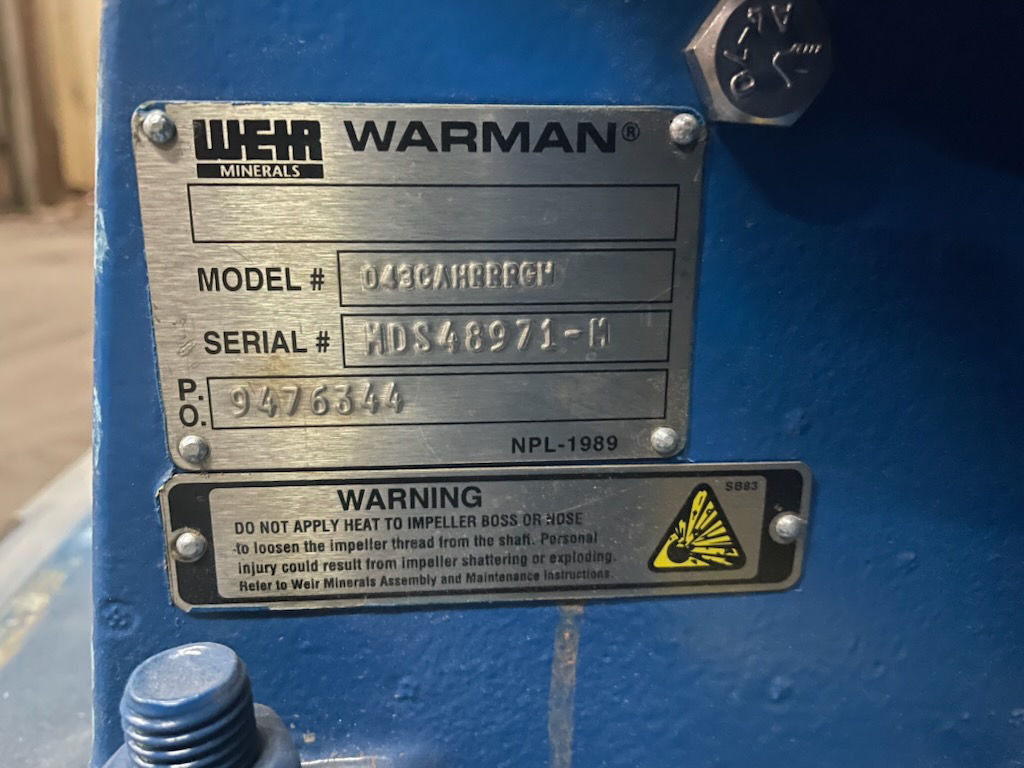 WEIR
MINERALS
WARMAN®
MODEL # 043CAHRRRGM
SERIAL # MDS48971-M
P.O. 9476344
NPL-1989
WARNING
SB83
DO NOT APPLY HEAT TO IMPELLER BOSS OR NOSE
to loosen the impeller thread from the shaft. Personal
injury could result from impeller shattering or exploding.
Refer to Weir Minerals Assembly and Maintenance Instructions.